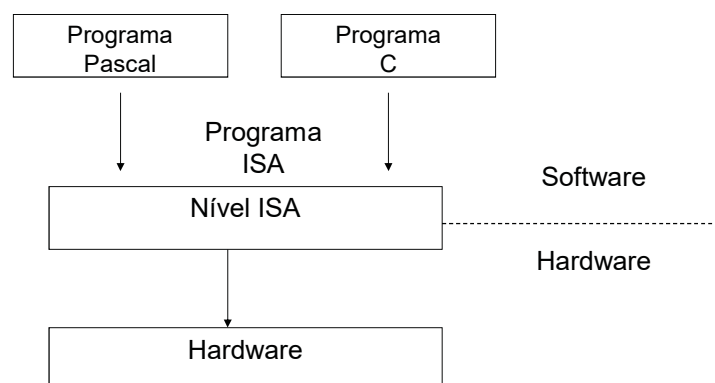 Programa
Pascal
Programa
C
Programa
ISA
Software
Nível ISA
Hardware
Hardware